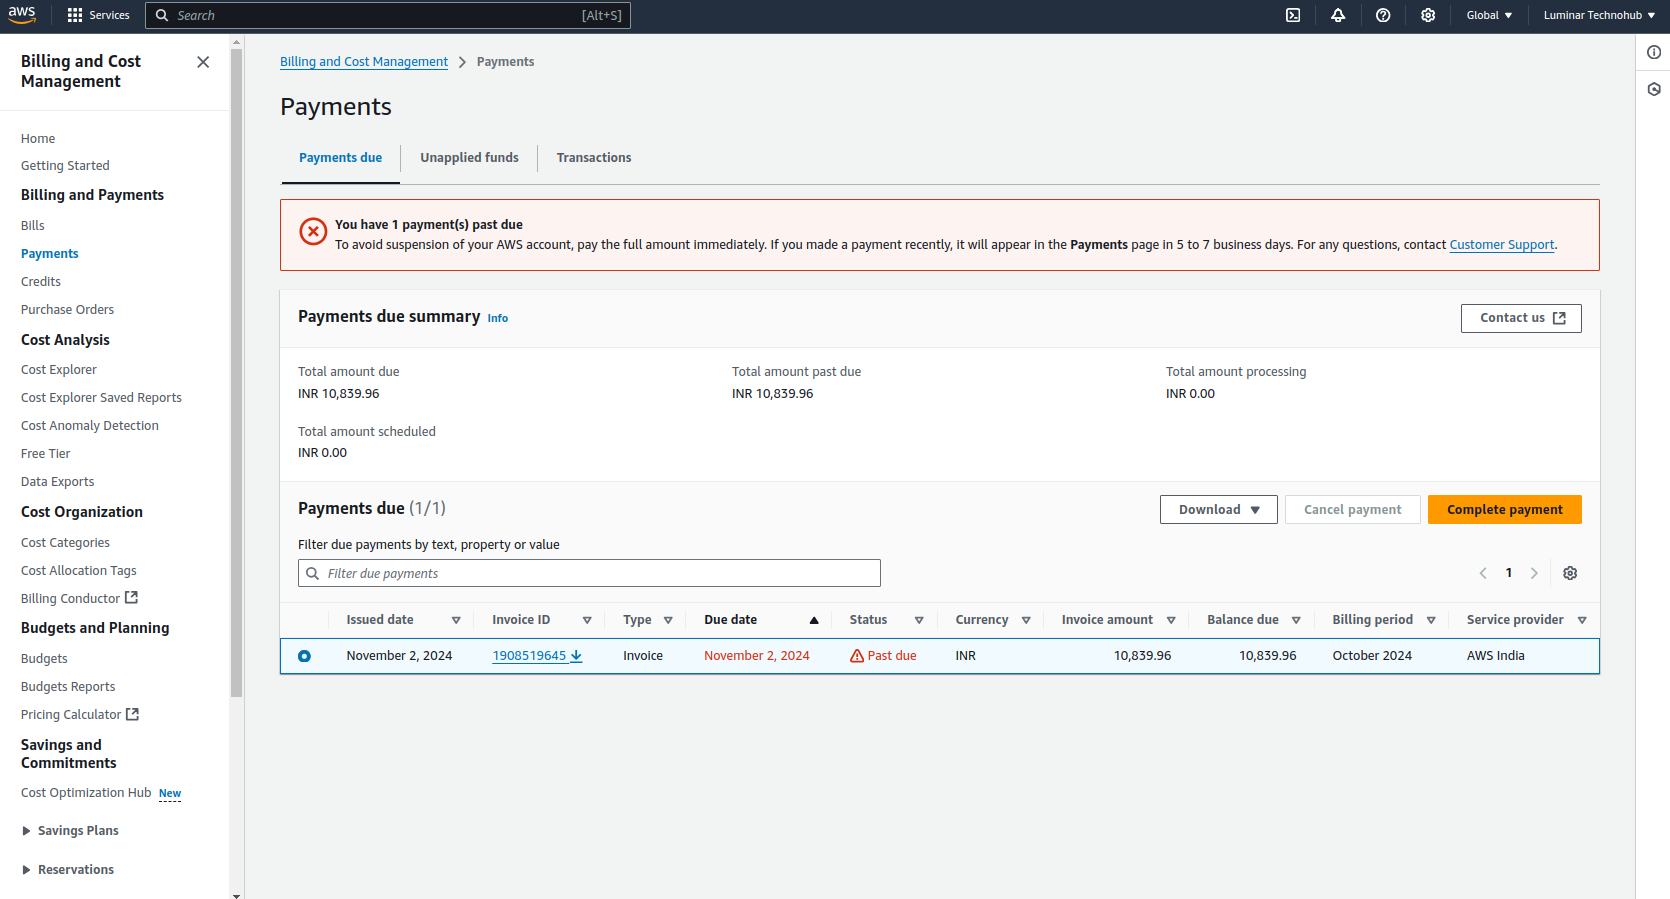 aws Services Search [Alt+S] Global Luminar Technohub
Billing and Cost
Management
Home
Getting Started
Billing and Payments
Bills
Payments
Credits
Purchase Orders
Cost Analysis
Cost Explorer
Cost Explorer Saved Reports
Cost Anomaly Detection
Free Tier
Data Exports
Cost Organization
Cost Categories
Cost Allocation Tags
Billing Conductor
Budgets and Planning
Budgets
Budgets Reports
Pricing Calculator
Savings and
Commitments
Cost Optimization Hub New
Savings Plans
Reservations
Billing and Cost Management > Payments
Payments
Payments due Unapplied funds Transactions
You have 1 payment(s) past due
To avoid suspension of your AWS account, pay the full amount immediately. If you made a payment recently, it will appear in the Payments page in 5 to 7 business days. For any questions, contact Customer Support.
Payments due summary Info Contact us
Total amount due Total amount past due Total amount processing
INR 10,839.96 INR 10,839.96 INR 0.00
Total amount scheduled
INR 0.00
Payments due (1/1) Download Cancel payment Complete payment
Filter due payments by text, property or value
Filter due payments 1
Issued date Invoice ID Type Due date Status Currency Invoice amount Balance due Billing period Service provider
November 2, 2024 1908519645 Invoice November 2, 2024 Past due INR 10,839.96 10,839.96 October 2024 AWS India